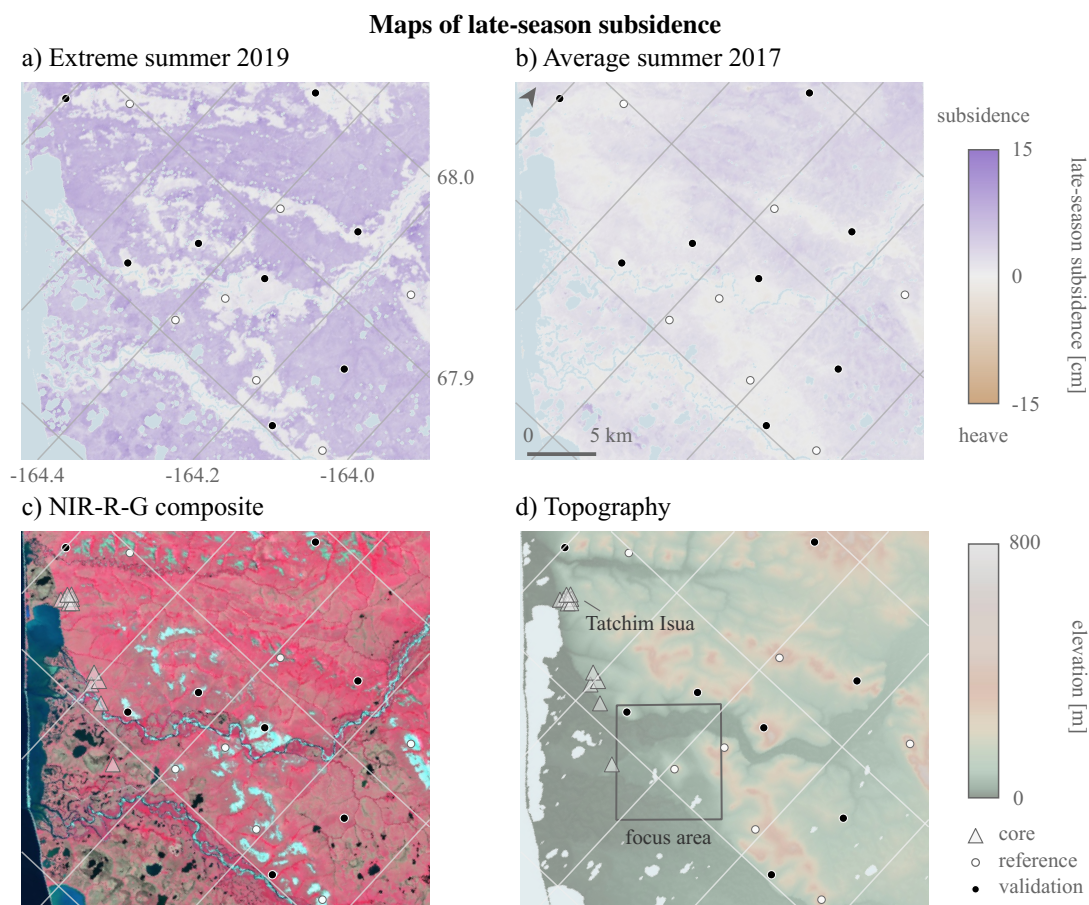 Maps of late-season subsidence
a) Extreme summer 2019
b) Average summer 2017
subsidence
15
0
-15
late-season subsidence [cm]
heave
68.0
67.9
0 5 km
-164.4
-164.2
-164.0
c) NIR-R-G composite
d) Topography
Tatchim Isua
focus area
800
0
elevation [m]
core
reference
validation